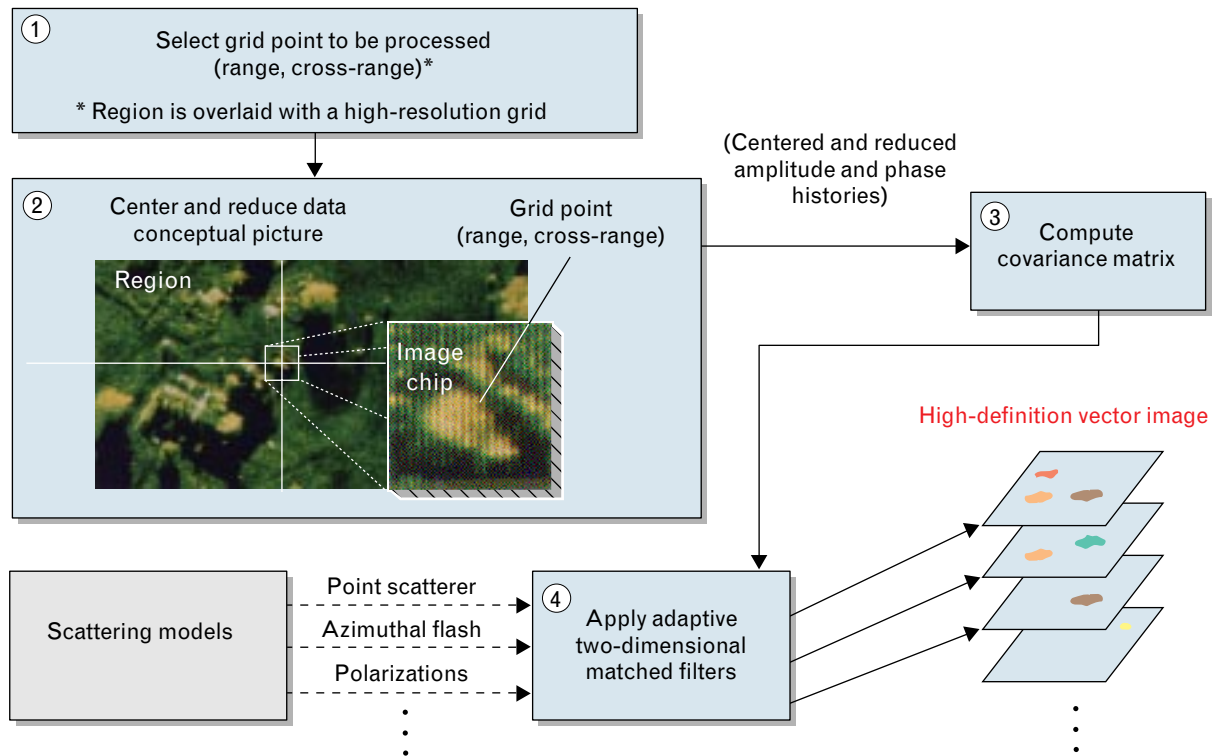 1
Select grid point to be processed
(range, cross-range)*
* Region is overlaid with a high-resolution grid
2
Center and reduce data
conceptual picture
Grid point
(range, cross-range)
Region
Image
chip
(Centered and reduced
amplitude and phase
histories)
3
Compute
covariance matrix
High-definition vector image
Scattering models
Point scatterer
Azimuthal flash
Polarizations
4
Apply adaptive
two-dimensional
matched filters